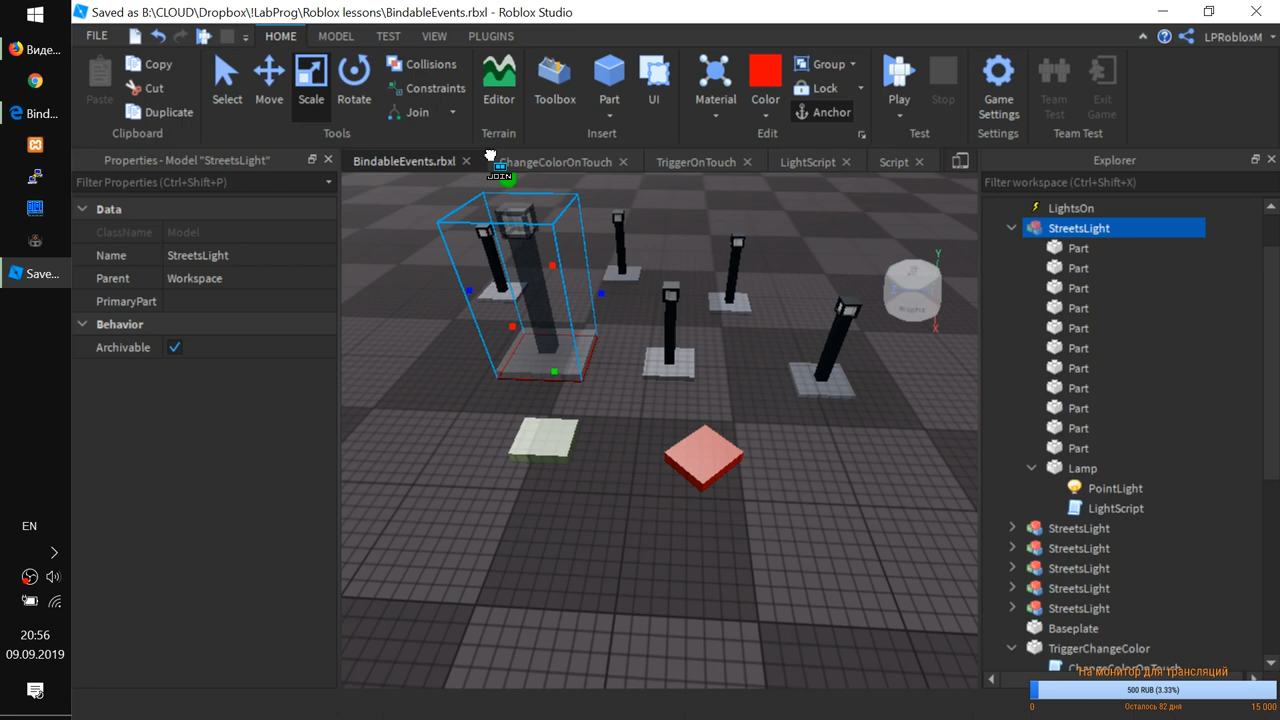 Saved as B:\CLOUD\Dropbox\!LabProg\Roblox lessons\BindableEvents.rbxl - Roblox Studio
FILE
HOME
MODEL
TEST
VIEW
PLUGINS
LPRobloxM
Виде...
Bind...
Save...
Paste
Copy
Cut
Duplicate
Clipboard
Select
Move
Scale
Rotate
Collisions
Constraints
Join
Tools
Editor
Terrain
Toolbox
Part
UI
Insert
Material
Color
Group
Lock
Anchor
Edit
Play
Stop
Test
Game Settings
Settings
Team Test
Exit Game
Team Test
Properties - Model "StreetsLight"
Filter Properties (Ctrl+Shift+P)
Data
ClassName Model
Name StreetsLight
Parent Workspace
PrimaryPart
Behavior
Archivable
BindableEvents.rbxl
ChangeColorOnTouch
TriggerOnTouch
LightScript
Script
JOIN
Y
Right
X
Explorer
Filter workspace (Ctrl+Shift+X)
LightsOn
StreetsLight
Part
Part
Part
Part
Part
Part
Part
Part
Part
Part
Part
Lamp
PointLight
LightScript
StreetsLight
StreetsLight
StreetsLight
StreetsLight
StreetsLight
Baseplate
TriggerChangeColor
ChangeColorOnTouch
На монитор для трансляций
500 RUB (3.33%)
0 Осталось 82 дня 15 000
EN
20:56
09.09.2019